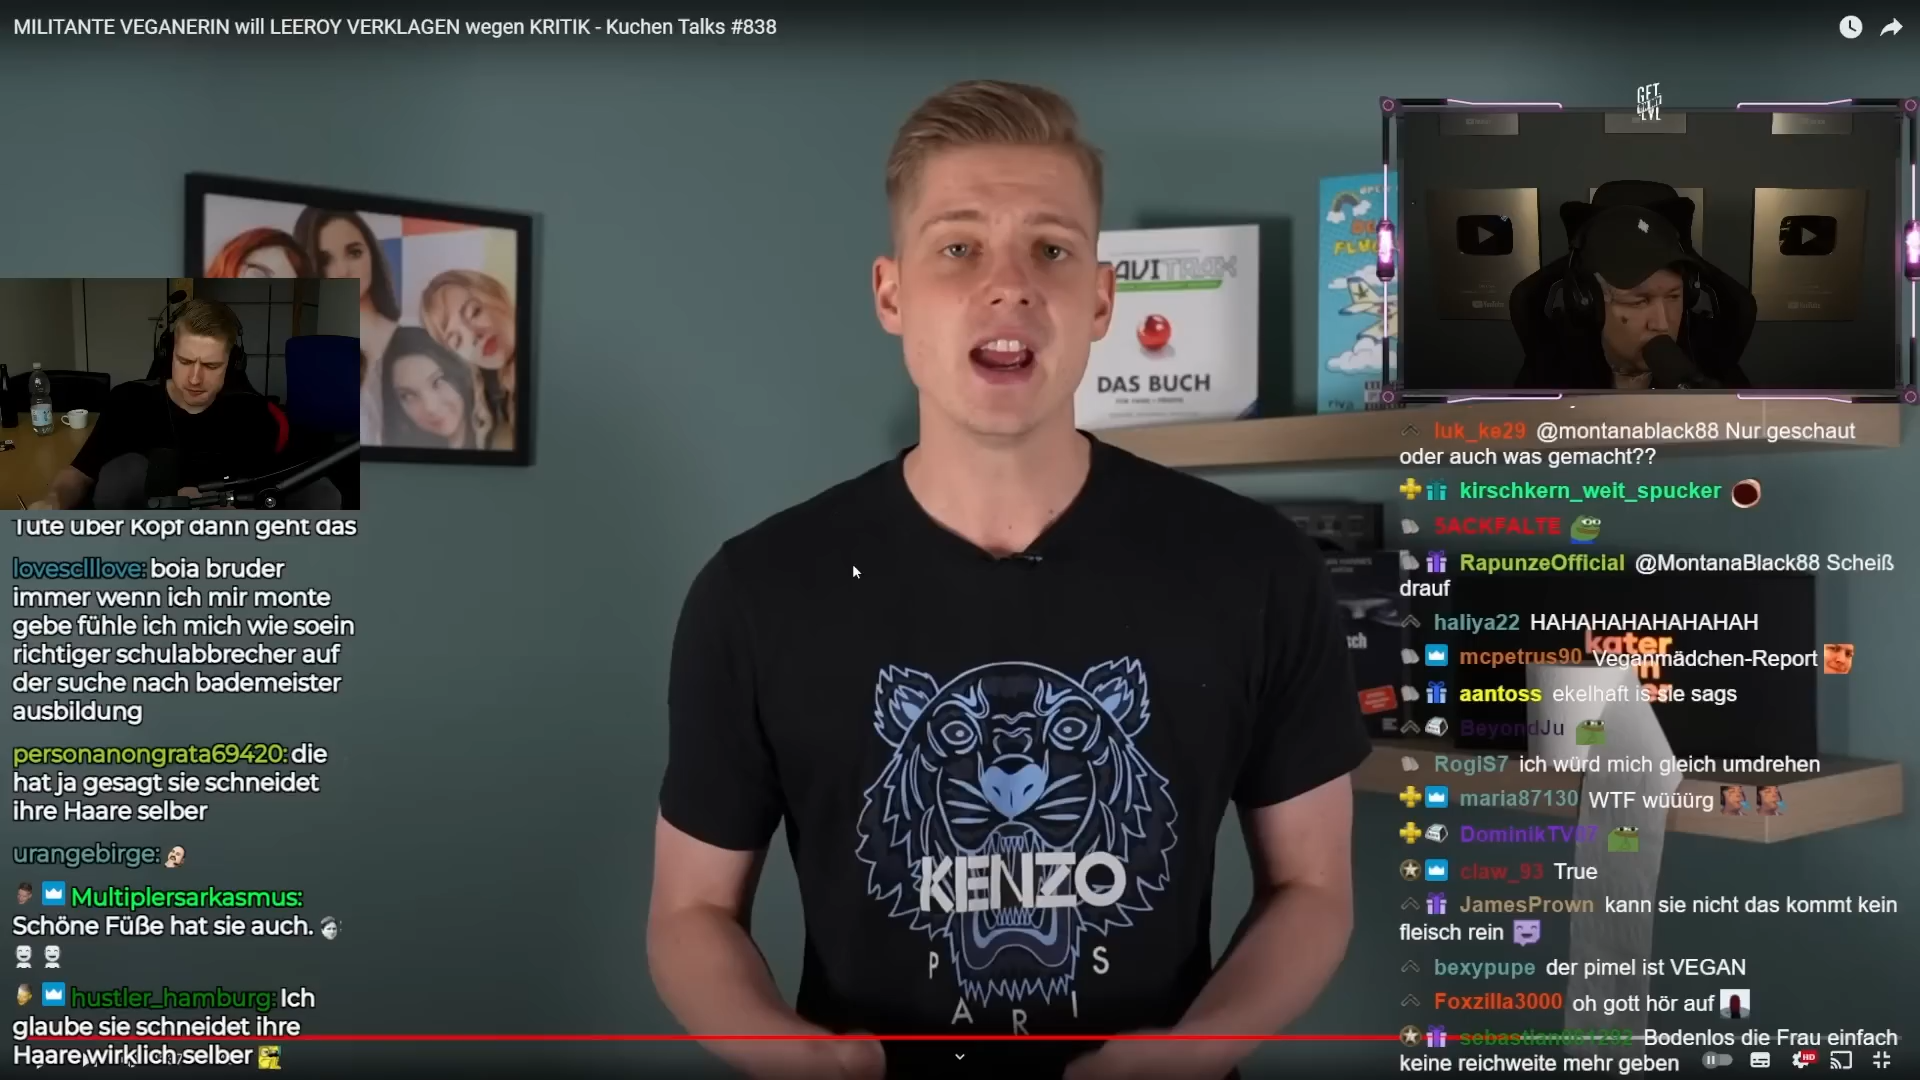 MILITANTE VEGANERIN will LEEROY VERKLAGEN wegen KRITIK - Kuchen Talks #838
GET
LVL
DAS BUCH
KENZO
PARIS
riva
kater
Tüte über Kopf dann geht das
lovesclllove: boia bruder
immer wenn ich mir monte
gebe fühle ich mich wie soein
richtiger schulabbrecher auf
der suche nach bademeister
ausbildung
personanongrata69420: die
hat ja gesagt sie schneidet
ihre Haare selber
urangebirge:
Multiplersarkasmus:
Schöne Füße hat sie auch.
hustler_hamburg: Ich
glaube sie schneidet ihre
Haare wirklich selber
luk_ke29 @montanablack88 Nur geschaut
oder auch was gemacht??
kirschkern_weit_spucker
SACKFALTE
RapunzeOfficial @MontanaBlack88 Scheiß
drauf
haliya22 HAHAHAHAHAHAHAH
mcpetrus90 Veganmädchen-Report
aantoss ekelhaft is sie sags
BeyondJu
RogiS7 ich würd mich gleich umdrehen
maria87130 WTF wüüürg
claw_93 True
JamesPrown kann sie nicht das kommt kein
fleisch rein
bexypupe der pimel ist VEGAN
Foxzilla3000 oh gott hör auf
Bodenlos die Frau einfach
keine reichweite mehr geben
HD